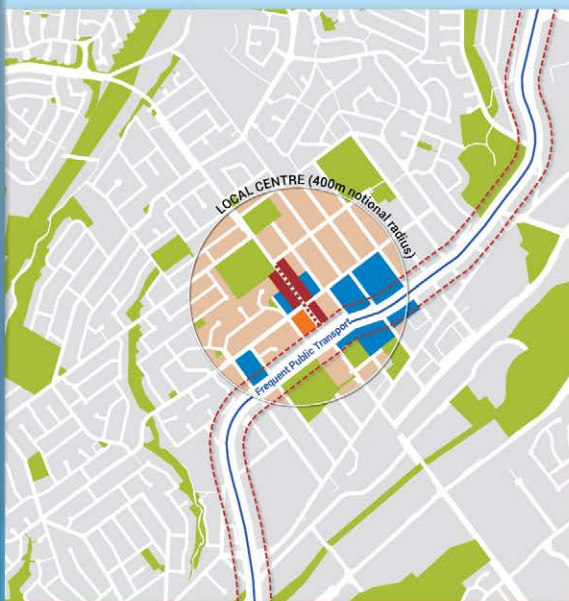 LOCAL CENTRE (400m notional radius)
Frequent Public Transport